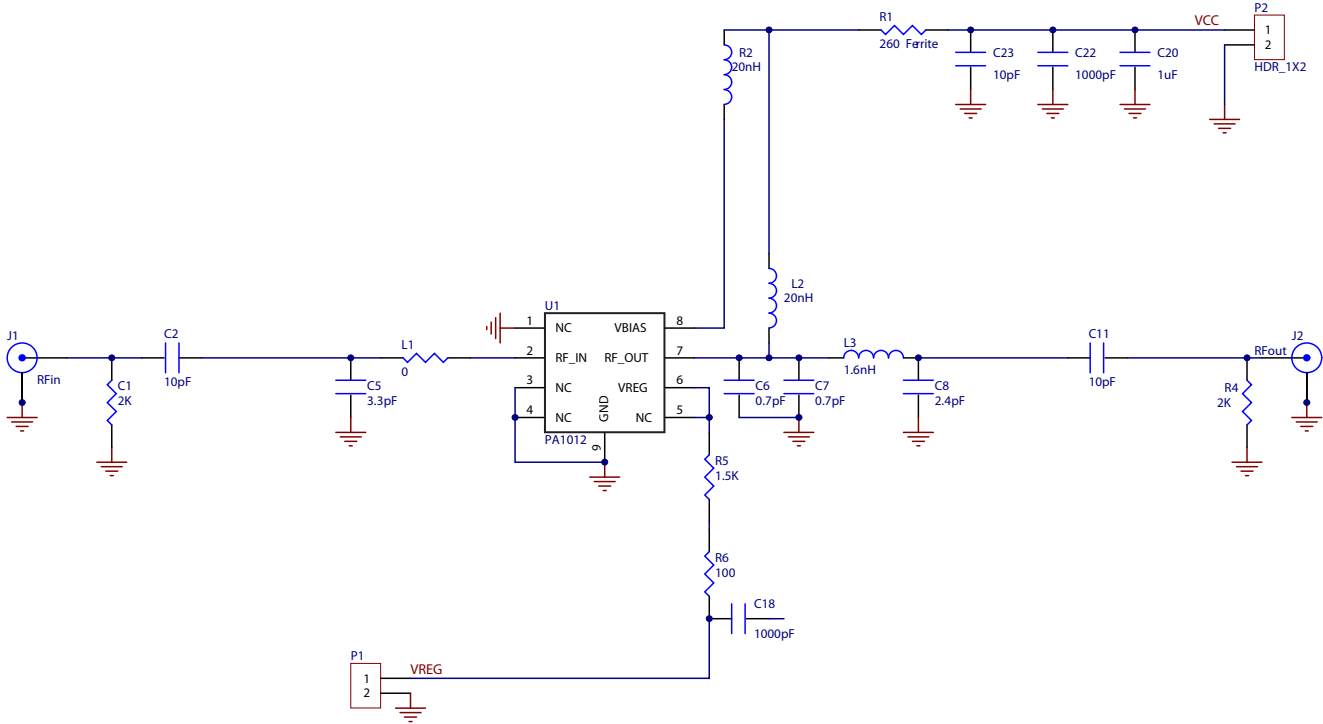 P2
VCC
1
2
HDR_1X2
R1
260 Ferrite
C23
10pF
C22
1000pF
C20
1uF
R2
20nH
L2
20nH
U1
1
NC
VBIAS
8
2
RF_IN
RF_OUT
7
3
NC
VREG
6
4
NC
GND
NC
5
PA1012
9
J1
RFin
C1
2K
C2
10pF
C5
3.3pF
L1
0
C6
0.7pF
C7
0.7pF
L3
1.6nH
C8
2.4pF
C11
10pF
RFout
J2
R4
2K
R5
1.5K
R6
100
C18
1000pF
P1
VREG
1
2